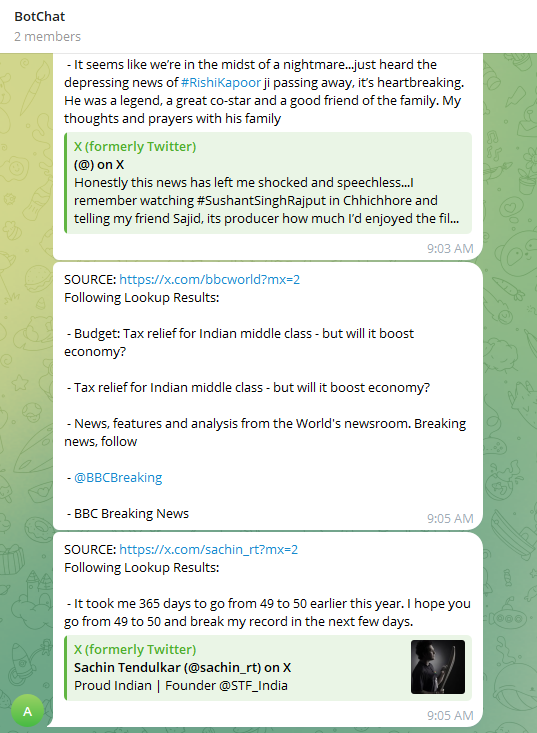 BotChat
2 members
- It seems like we're in the midst of a nightmare...just heard the
depressing news of #RishiKapoor ji passing away, it's heartbreaking.
He was a legend, a great co-star and a good friend of the family. My
thoughts and prayers with his family
X (formerly Twitter)
(@) on X
Honestly this news has left me shocked and speechless...I
remember watching #SushantSinghRajput in Chhichhore and
telling my friend Sajid, its producer how much I'd enjoyed the fil...
9:03 AM
SOURCE: https://x.com/bbcworld?mx=2
Following Lookup Results:
- Budget: Tax relief for Indian middle class - but will it boost
economy?
- Tax relief for Indian middle class - but will it boost economy?
- News, features and analysis from the World's newsroom. Breaking
news, follow
- @BBCBreaking
- BBC Breaking News
9:05 AM
SOURCE: https://x.com/sachin_rt?mx=2
Following Lookup Results:
- It took me 365 days to go from 49 to 50 earlier this year. I hope you
go from 49 to 50 and break my record in the next few days.
X (formerly Twitter)
Sachin Tendulkar (@sachin_rt) on X
Proud Indian | Founder @STF_India
A
9:05 AM